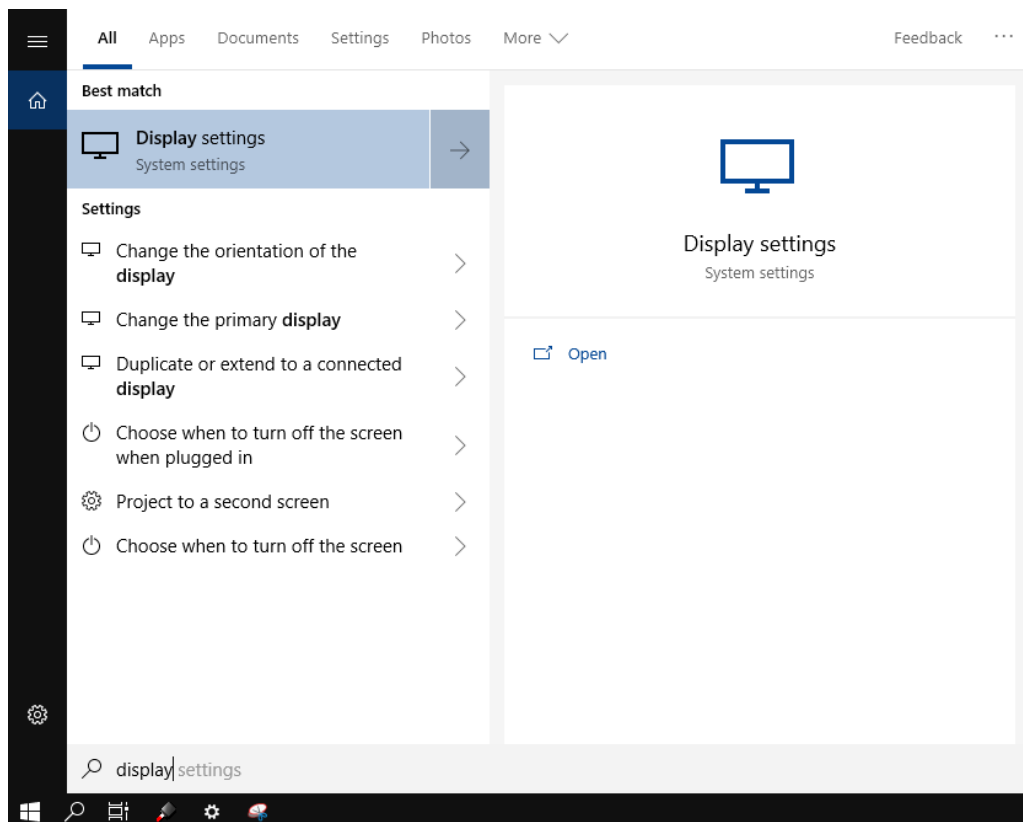 All Apps Documents Settings Photos More Feedback ...
Best match
Display settings
System settings
Settings
Change the orientation of the
display
Change the primary display
Duplicate or extend to a connected
display
Choose when to turn off the screen
when plugged in
Project to a second screen
Choose when to turn off the screen
Display settings
System settings
Open
display settings